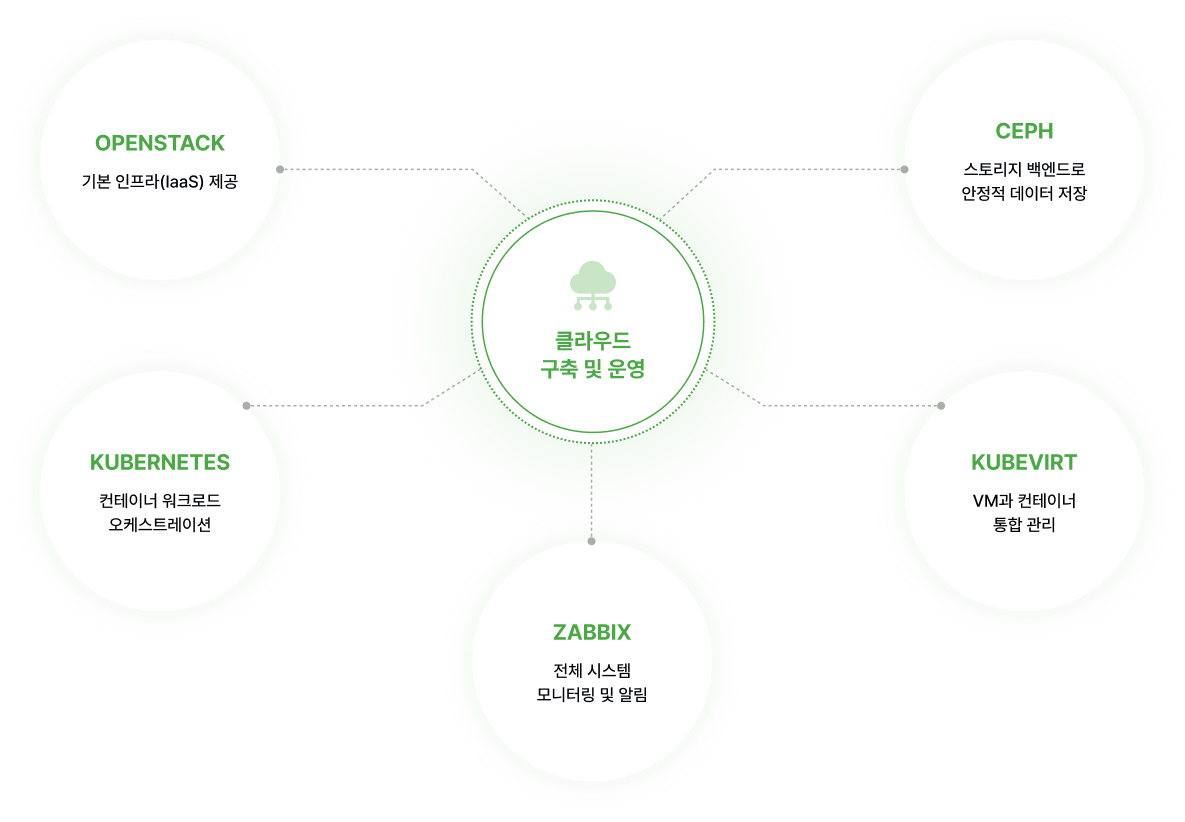 OPENSTACK
기본 인프라(IaaS) 제공
CEPH
스토리지 백엔드로
안정적 데이터 저장
클라우드
구축 및 운영
KUBERNETES
컨테이너 워크로드
오케스트레이션
KUBEVIRT
VM과 컨테이너
통합 관리
ZABBIX
전체 시스템
모니터링 및 알림